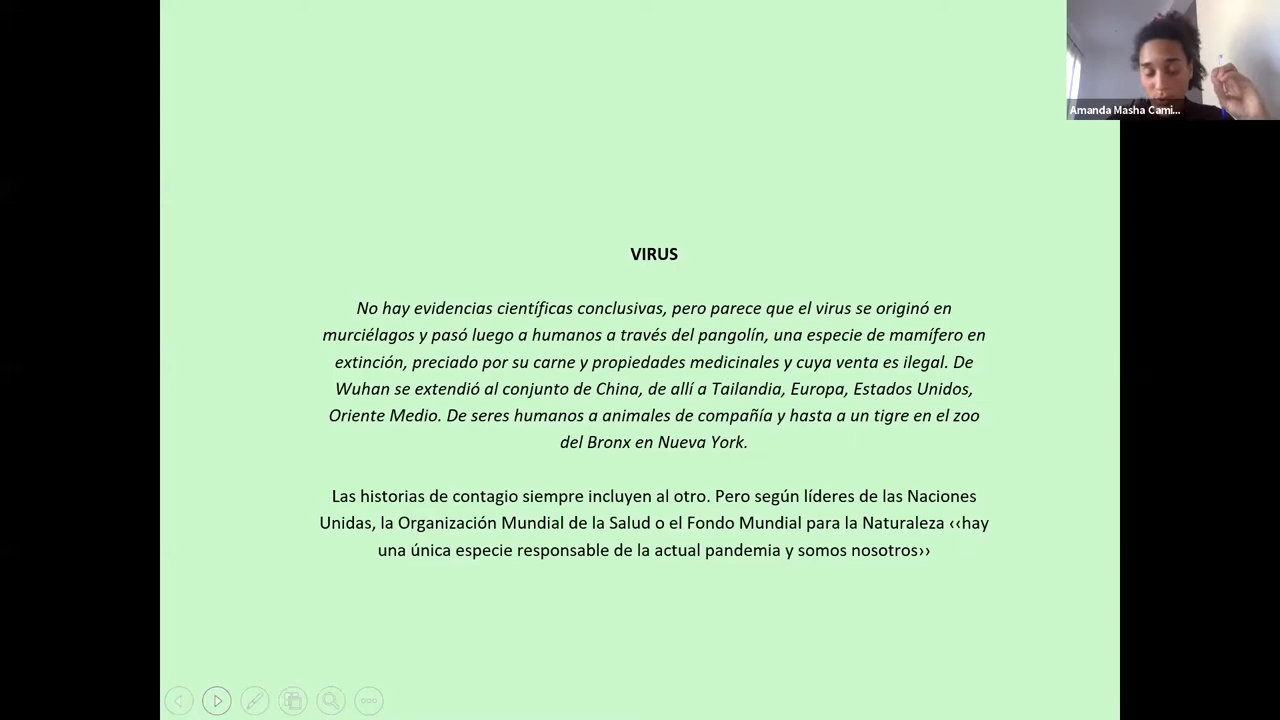 Amanda Masha Cami...
VIRUS
No hay evidencias científicas conclusivas, pero parece que el virus se originó en
murciélagos y pasó luego a humanos a través del pangolín, una especie de mamífero en
extinción, preciado por su carne y propiedades medicinales y cuya venta es ilegal. De
Wuhan se extendió al conjunto de China, de allí a Tailandia, Europa, Estados Unidos,
Oriente Medio. De seres humanos a animales de compañía y hasta a un tigre en el zoo
del Bronx en Nueva York.
Las historias de contagio siempre incluyen al otro. Pero según líderes de las Naciones
Unidas, la Organización Mundial de la Salud o el Fondo Mundial para la Naturaleza ‹‹hay
una única especie responsable de la actual pandemia y somos nosotros››